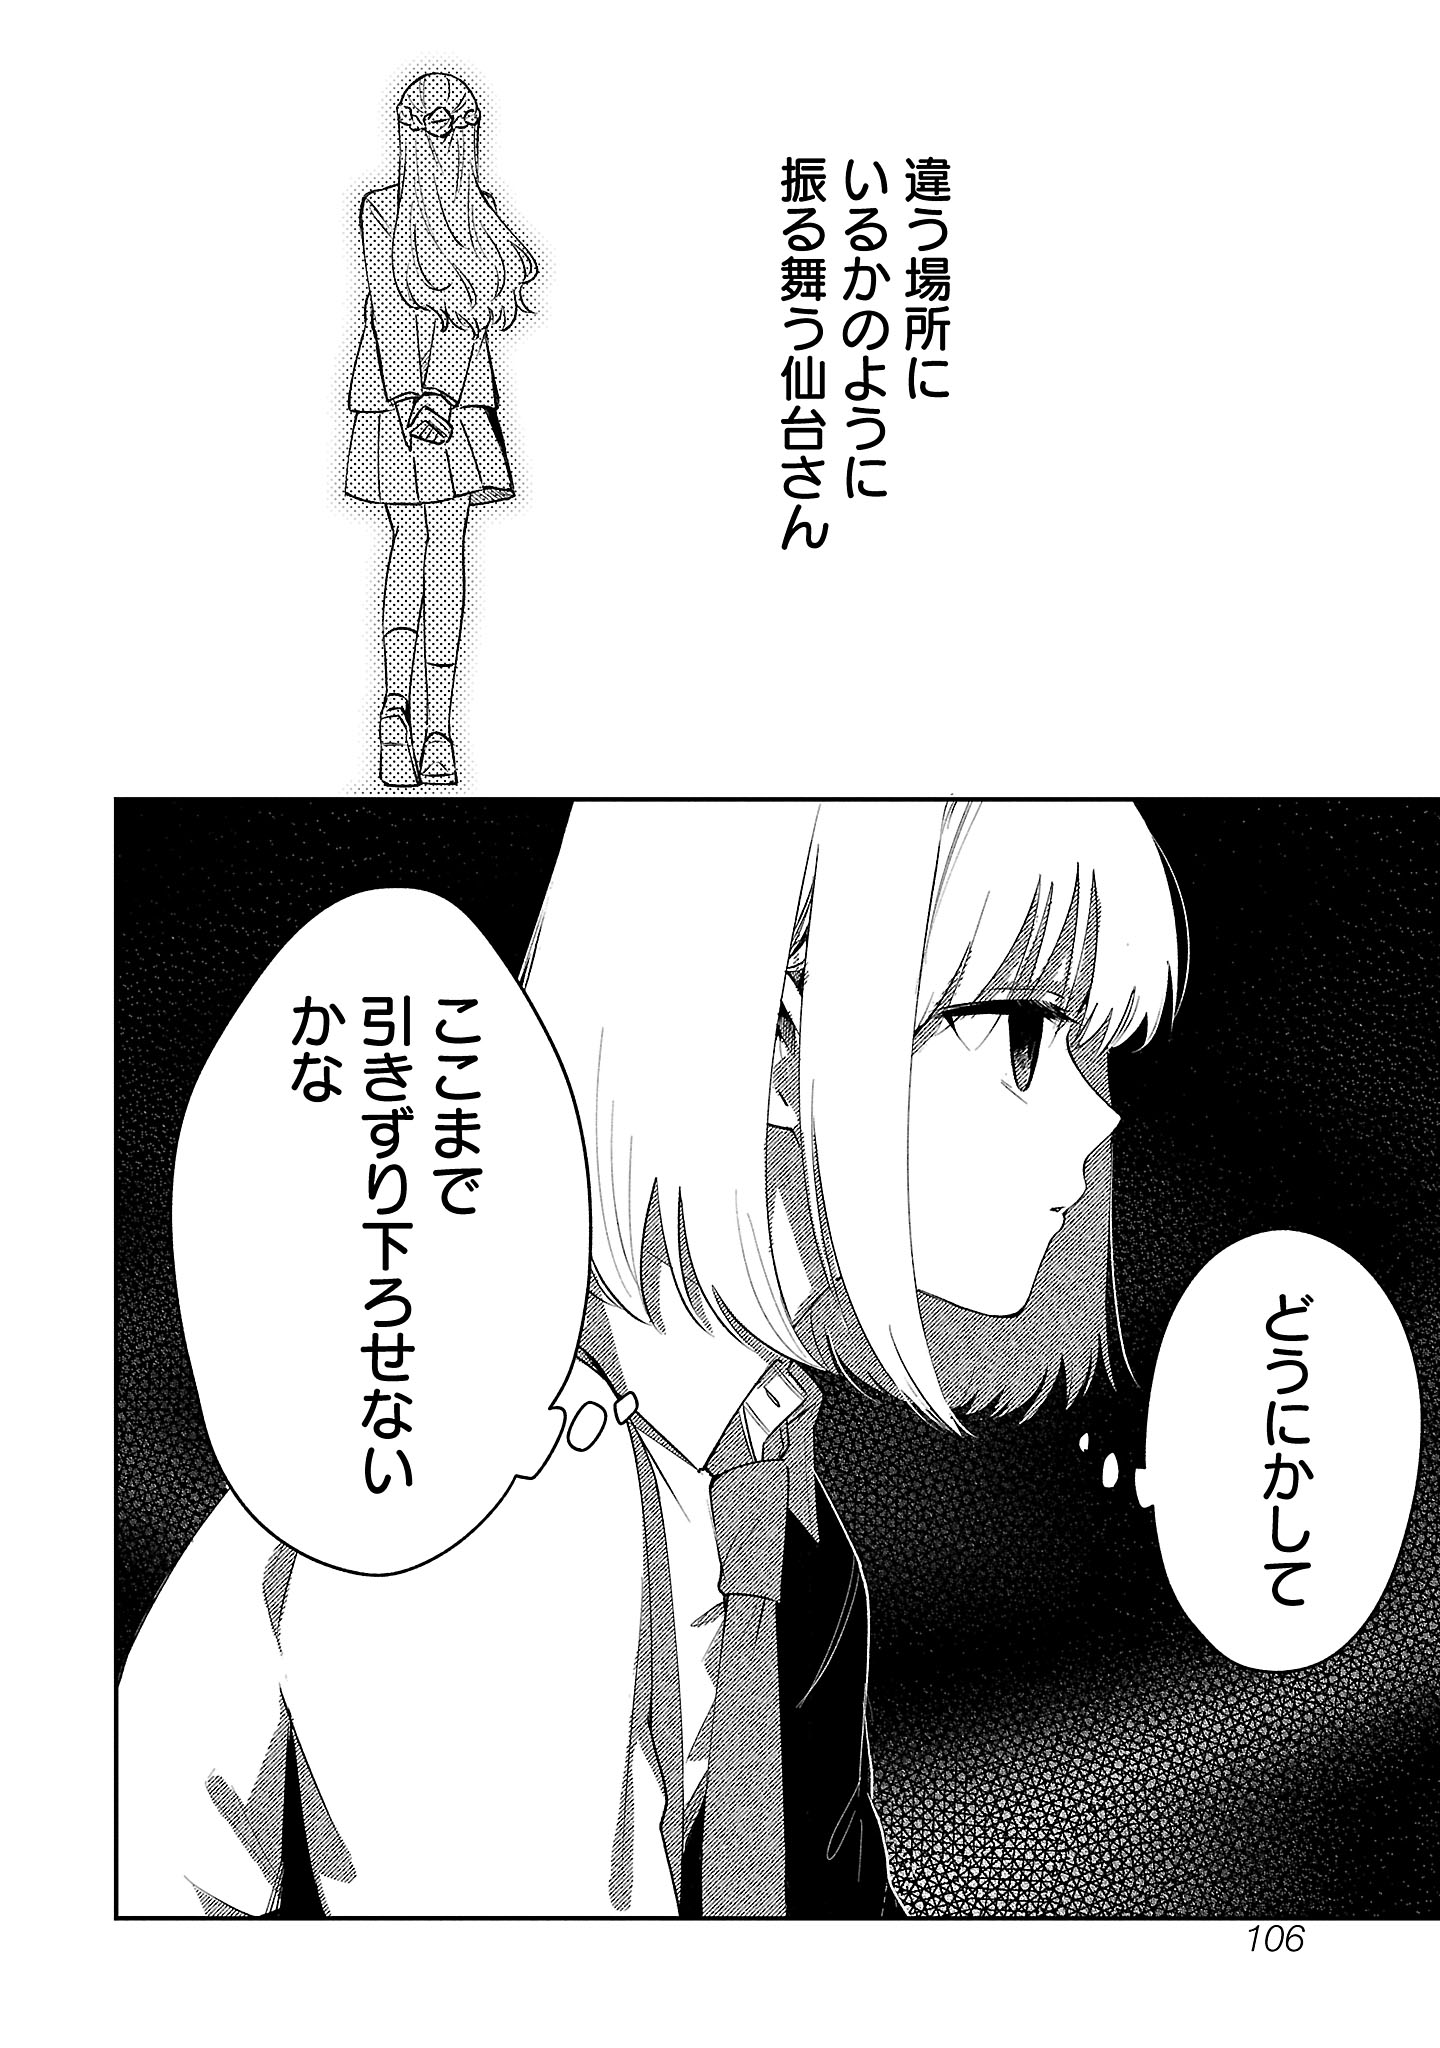 違う場所に
いるかのように
振る舞う仙台さん
どうにかして
ここまで
引きずり下ろせない
かな
106